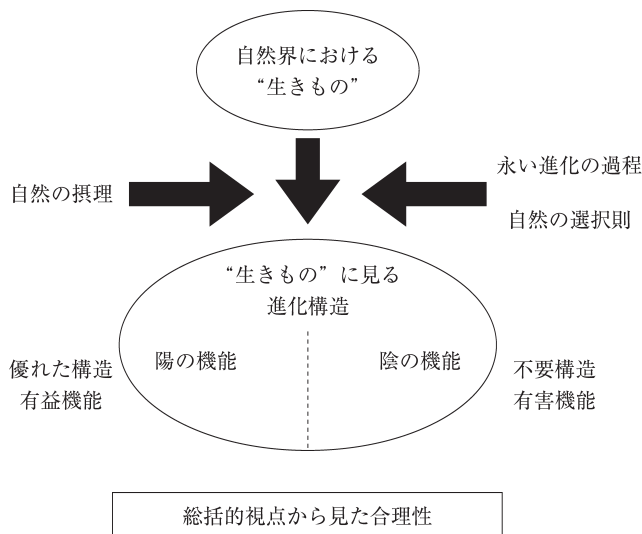 自然界における
“生きもの”
自然の摂理
永い進化の過程
自然の選択則
“生きもの”に見る
進化構造
陽の機能
陰の機能
優れた構造
有益機能
不要構造
有害機能
総括的視点から見た合理性